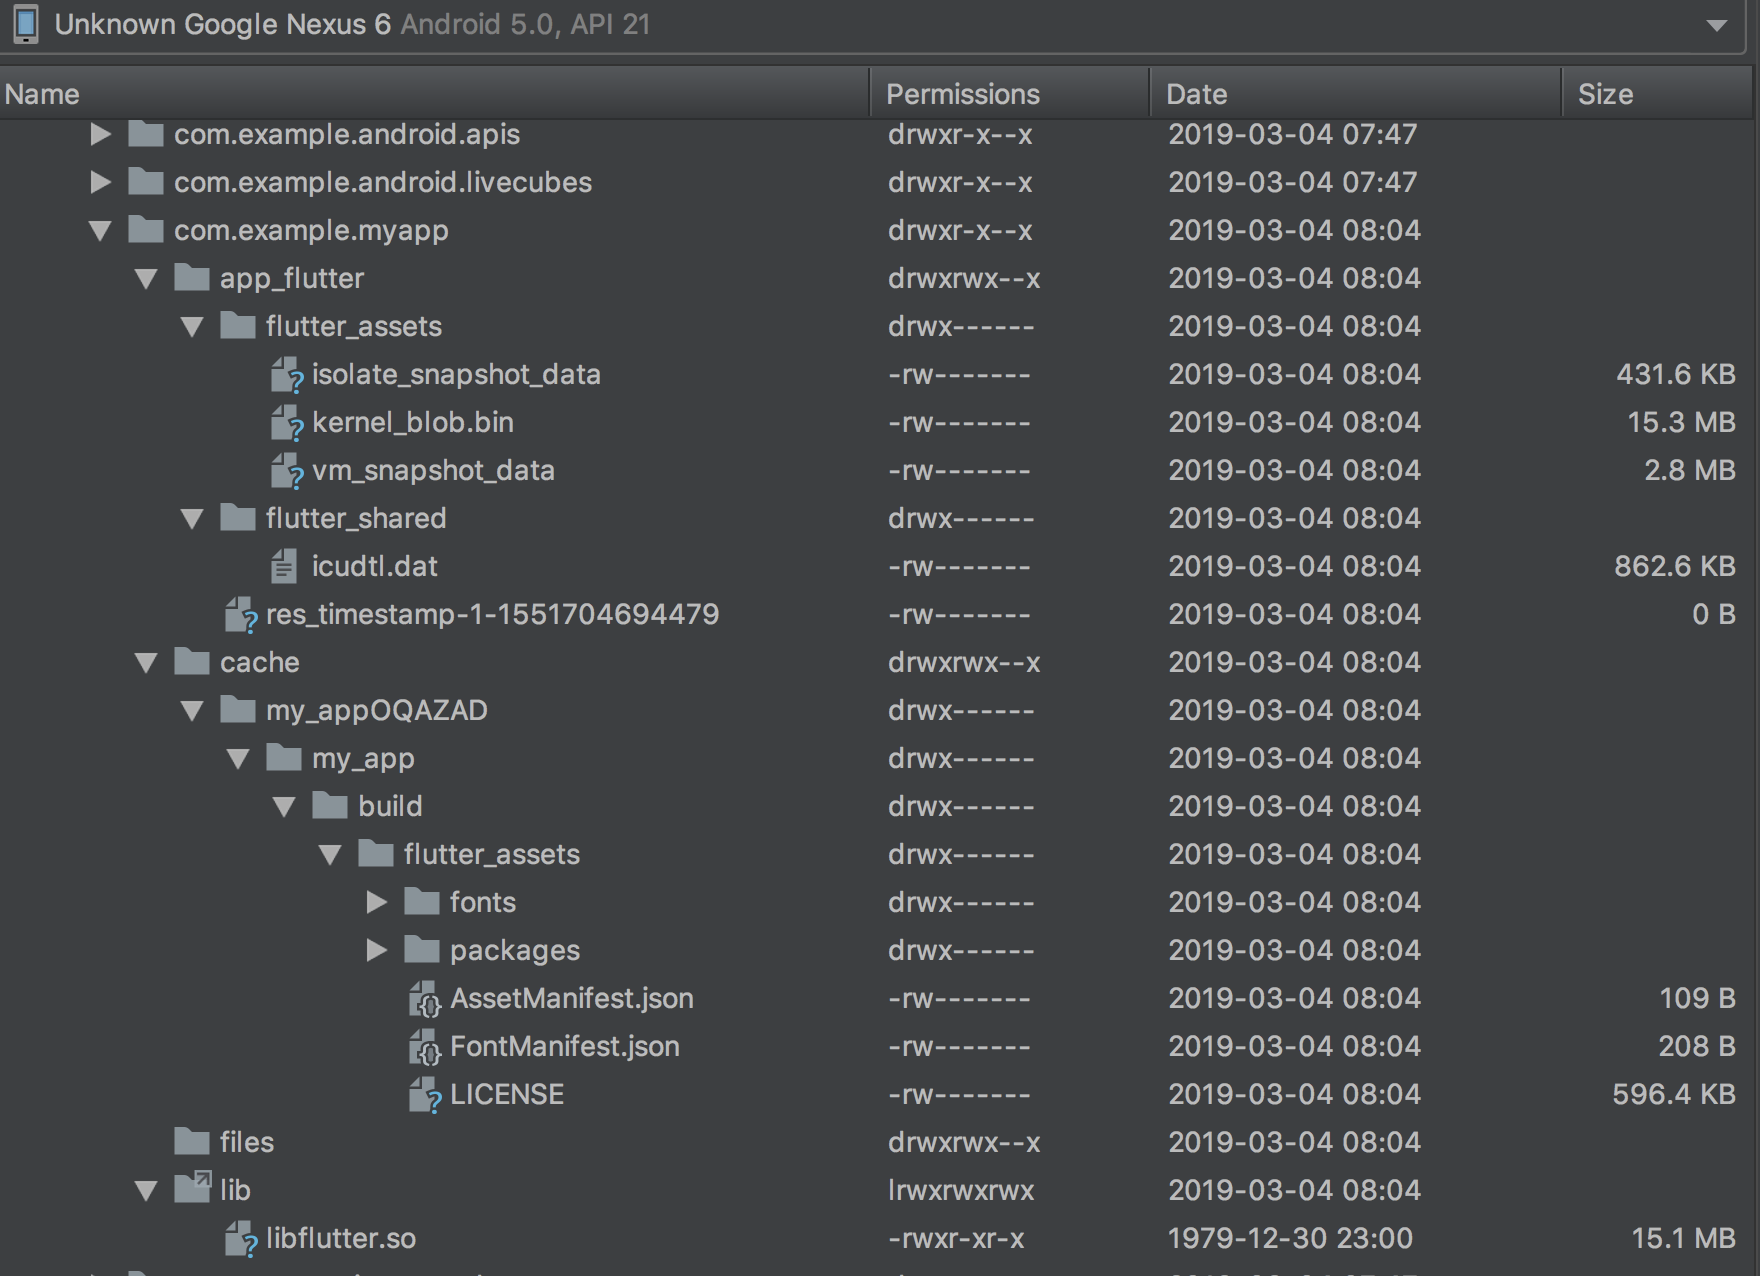 Unknown Google Nexus 6 Android 5.0, API 21
Name Permissions Date Size
com.example.android.apis drwxr-x--x 2019-03-04 07:47
com.example.android.livecubes drwxr-x--x 2019-03-04 07:47
com.example.myapp drwxr-x--x 2019-03-04 08:04
app_flutter drwxrwx--x 2019-03-04 08:04
flutter_assets drwx------ 2019-03-04 08:04
isolate_snapshot_data -rw------- 2019-03-04 08:04 431.6 KB
kernel_blob.bin -rw------- 2019-03-04 08:04 15.3 MB
vm_snapshot_data -rw------- 2019-03-04 08:04 2.8 MB
flutter_shared drwx------ 2019-03-04 08:04
icudtl.dat -rw------- 2019-03-04 08:04 862.6 KB
res_timestamp-1-1551704694479 -rw------- 2019-03-04 08:04 0 B
cache drwxrwx--x 2019-03-04 08:04
my_appOQAZAD drwx------ 2019-03-04 08:04
my_app drwx------ 2019-03-04 08:04
build drwx------ 2019-03-04 08:04
flutter_assets drwx------ 2019-03-04 08:04
fonts drwx------ 2019-03-04 08:04
packages drwx------ 2019-03-04 08:04
AssetManifest.json -rw------- 2019-03-04 08:04 109 B
FontManifest.json -rw------- 2019-03-04 08:04 208 B
LICENSE -rw------- 2019-03-04 08:04 596.4 KB
files drwxrwx--x 2019-03-04 08:04
lib lrwxrwxrwx 2019-03-04 08:04
libflutter.so -rwxr-xr-x 1979-12-30 23:00 15.1 MB